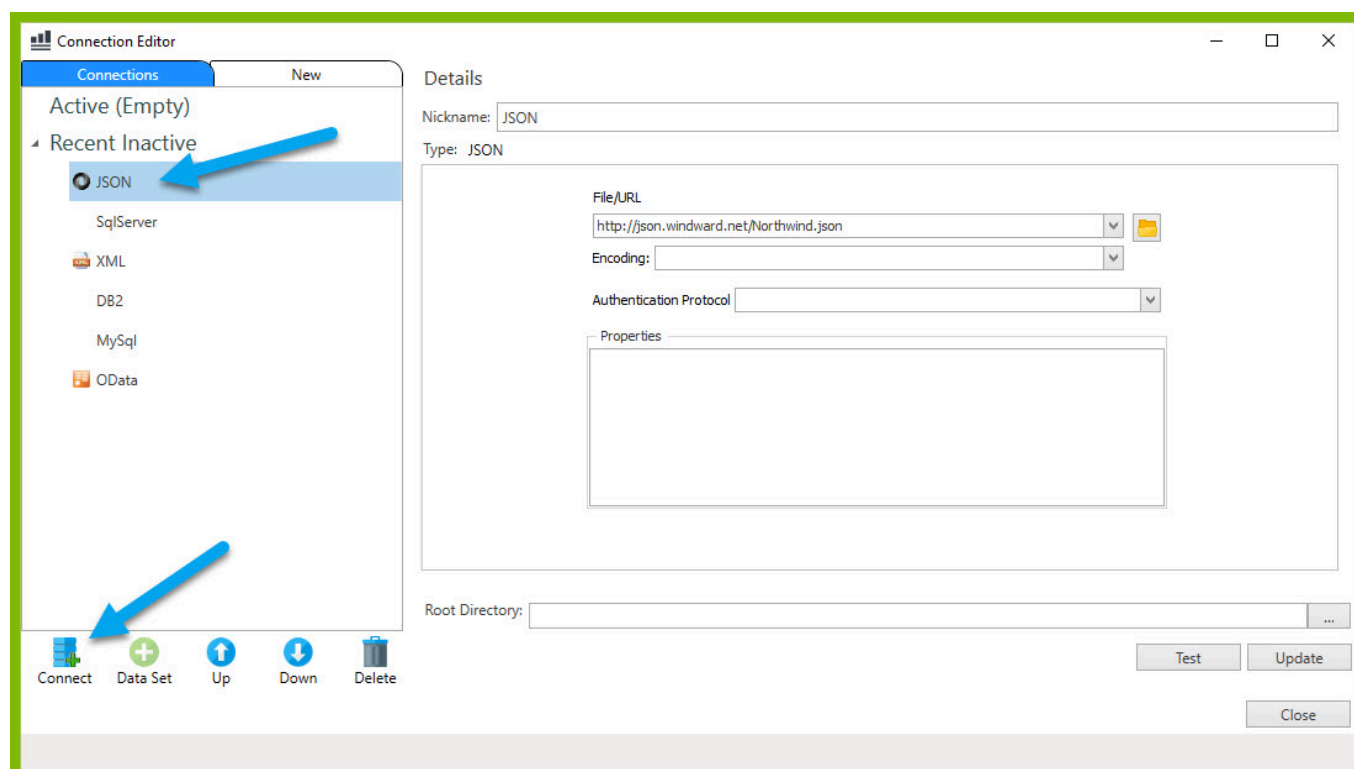 Connection Editor
Connections
New
Active (Empty)
Recent Inactive
JSON
SqlServer
XML
DB2
MySql
OData
Connect
Data Set
Up
Down
Delete
Details
Nickname: JSON
Type: JSON
File/URL
http://json.windward.net/Northwind.json
Encoding:
Authentication Protocol
Properties
Root Directory:
...
Test
Update
Close